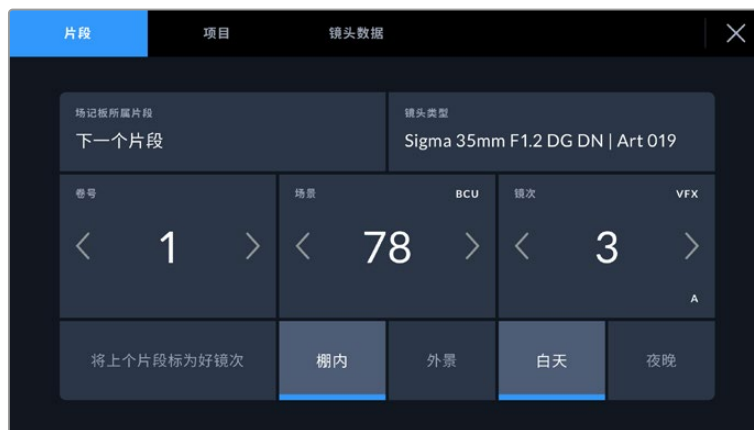 片段 项目 镜头数据
场记板所属片段 镜头类型
下一个片段 Sigma 35mm F1.2 DG DN | Art 019
卷号 场景 BCU 镜次 VFX
1 78 3
A
将上个片段标为好镜次 棚内 外景 白天 夜晚